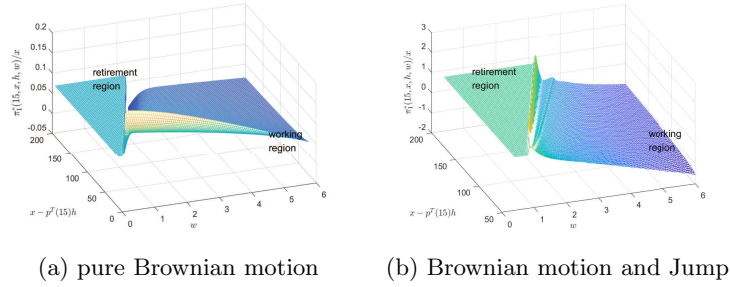 0.2
0.15
0.1
0.05
0
-0.05
200
150
100
50
0
0
1
2
3
4
5
6
π₁*(15, x, h, w)/x
x − pᵀ(15)h
w
retirement
region
working
region
3
2
1
0
-1
-2
200
150
100
50
0
1
2
3
4
5
6
π₁*(15, x, h, w)/x
x − pᵀ(15)h
w
retirement
region
working
region
(a) pure Brownian motion
(b) Brownian motion and Jump